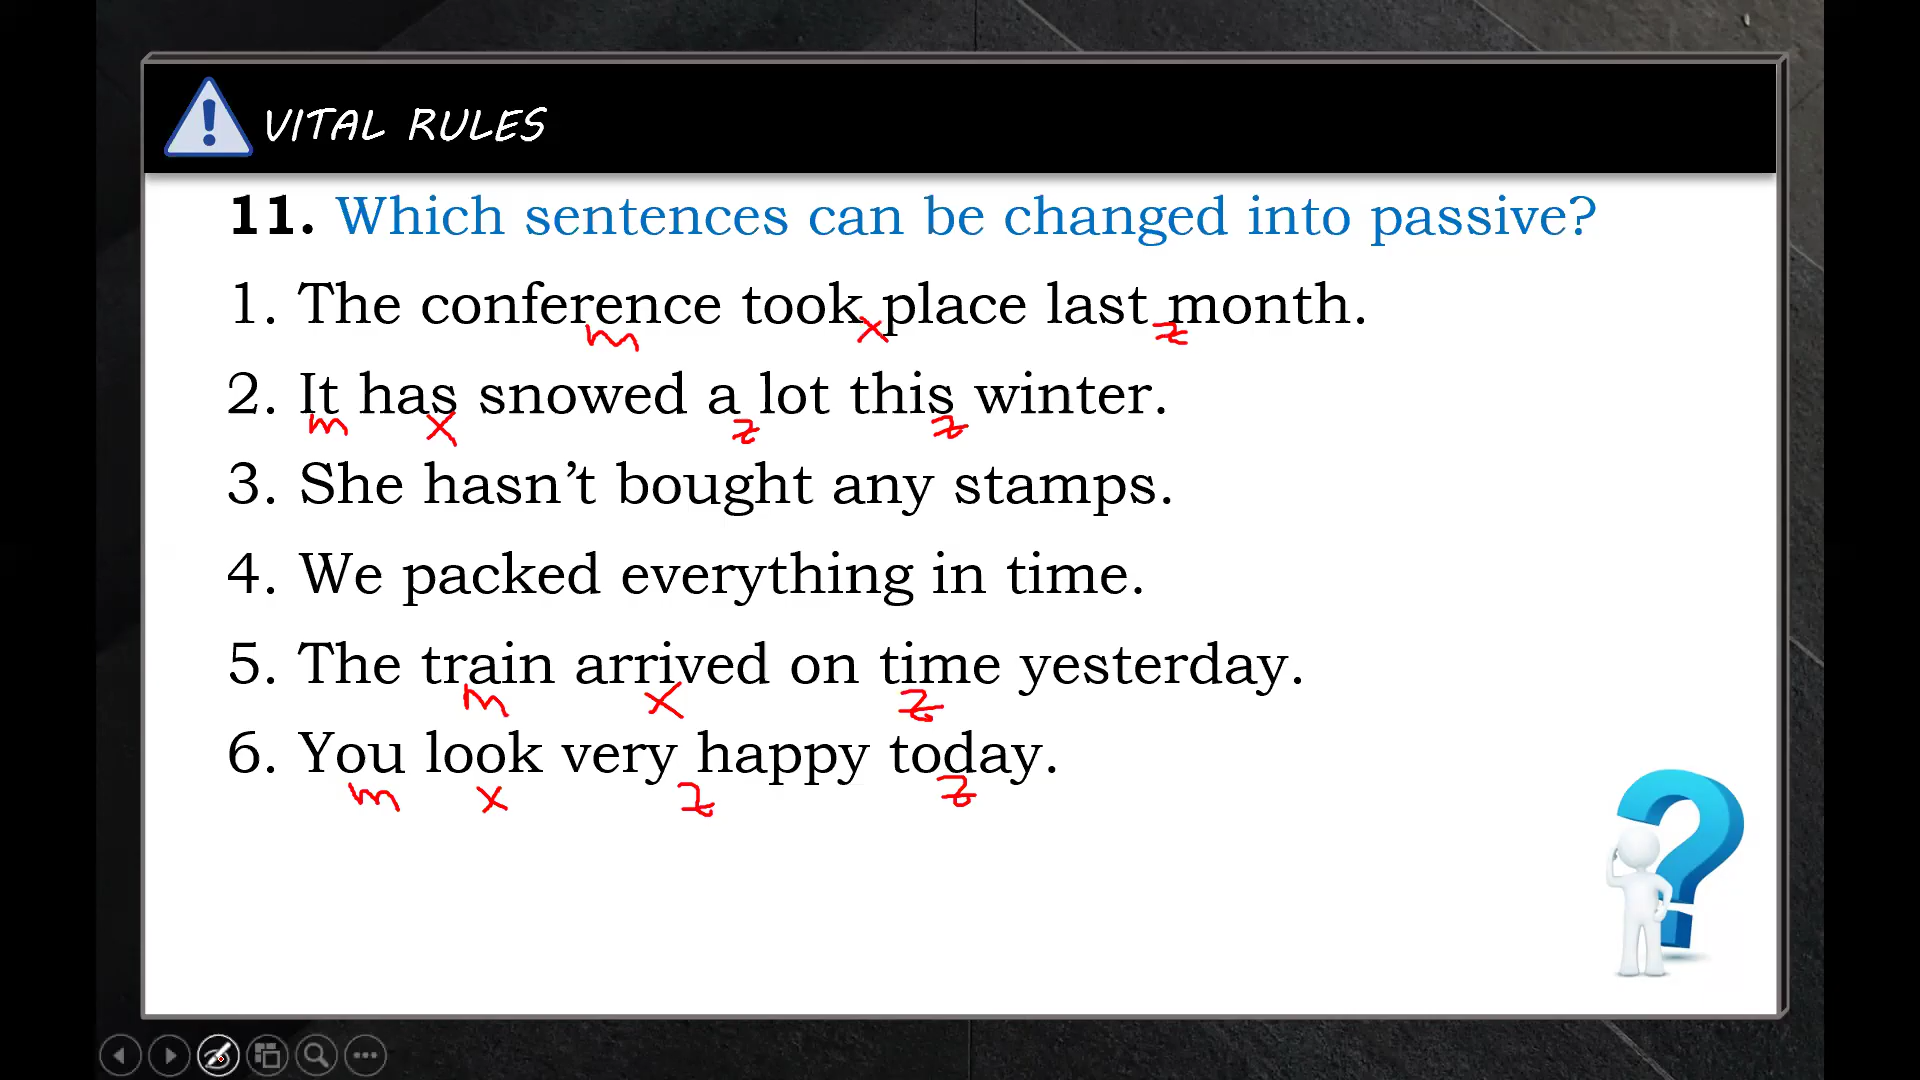 VITAL RULES
11. Which sentences can be changed into passive?
1. The conference took place last month.
m x z
2. It has snowed a lot this winter.
m x z z
3. She hasn’t bought any stamps.
4. We packed everything in time.
5. The train arrived on time yesterday.
m x z
6. You look very happy today.
m x z z